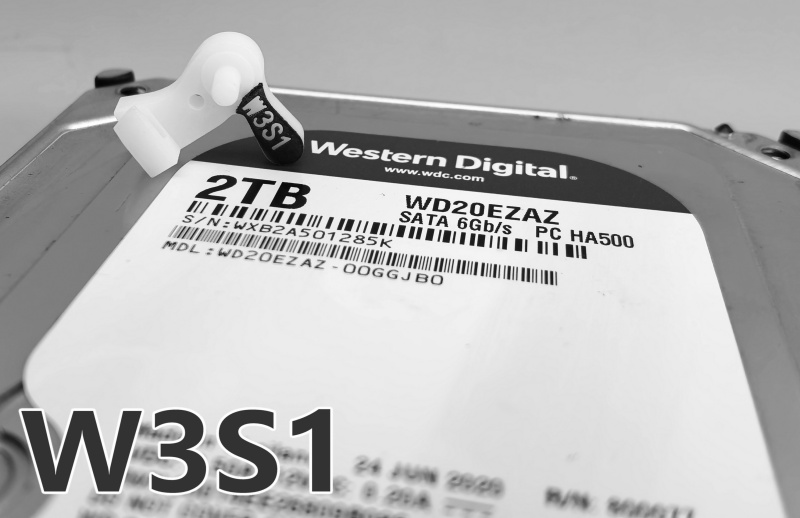 W3S1
Western Digital®
www.wdc.com
2TB
WD20EZAZ
SATA 6Gb/s PC HA500
S/N:WXB2A501285K
MDL:WD20EZAZ-00GGJB0
24 JUN 2020
W3S1